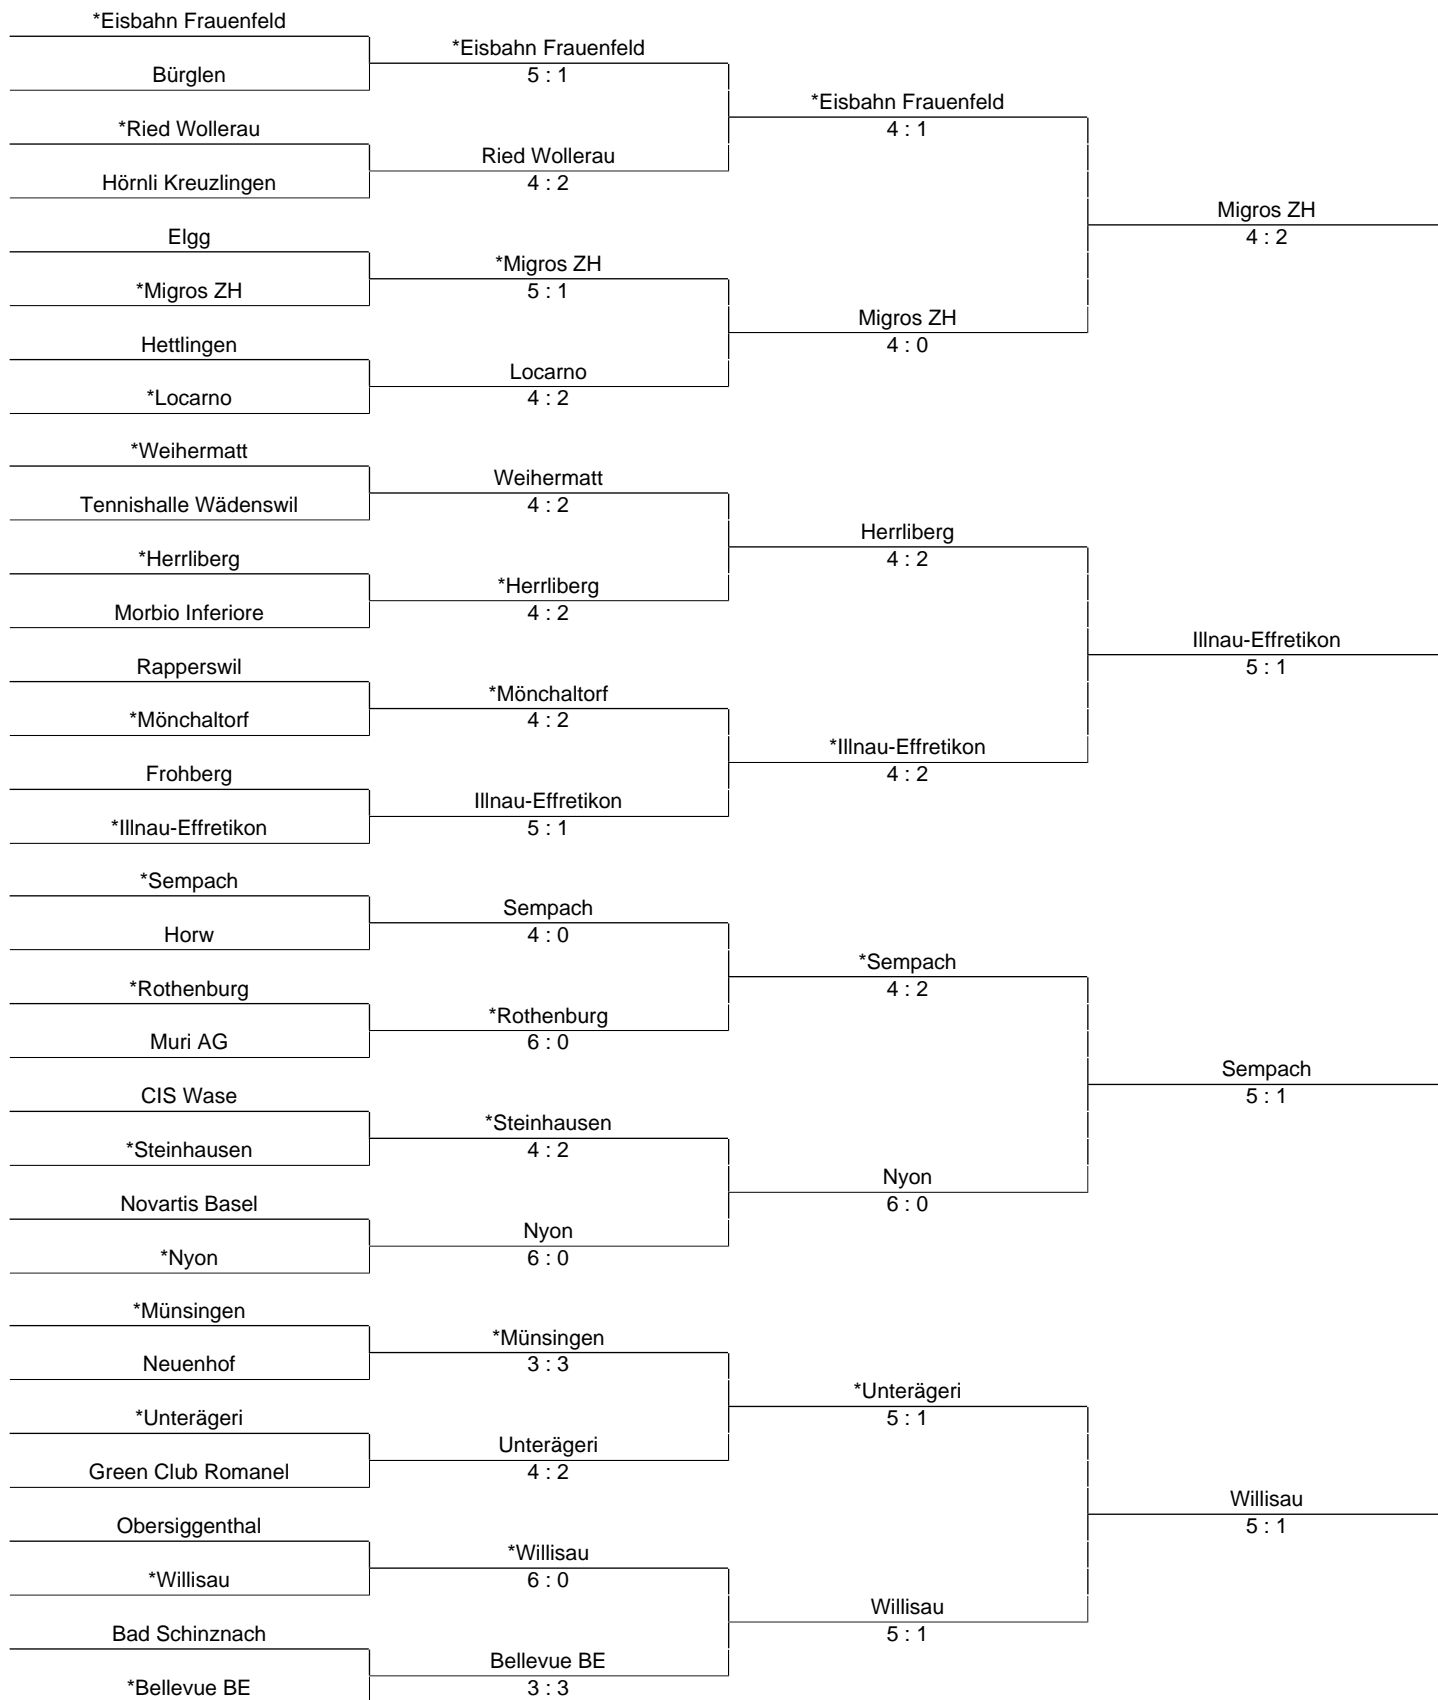 *Eisbahn Frauenfeld
Bürglen
*Ried Wollerau
Hörnli Kreuzlingen
Elgg
*Migros ZH
Hettlingen
*Locarno
*Weihermatt
Tennishalle Wädenswil
*Herrliberg
Morbio Inferiore
Rapperswil
*Mönchaltorf
Frohberg
*Illnau-Effretikon
*Sempach
Horw
*Rothenburg
Muri AG
CIS Wase
*Steinhausen
Novartis Basel
*Nyon
*Münsingen
Neuenhof
*Unterägeri
Green Club Romanel
Obersiggenthal
*Willisau
Bad Schinznach
*Bellevue BE
*Eisbahn Frauenfeld
5 : 1
Ried Wollerau
4 : 2
*Migros ZH
5 : 1
Locarno
4 : 2
Weihermatt
4 : 2
*Herrliberg
4 : 2
*Mönchaltorf
4 : 2
Illnau-Effretikon
5 : 1
Sempach
4 : 0
*Rothenburg
6 : 0
*Steinhausen
4 : 2
Nyon
6 : 0
*Münsingen
3 : 3
Unterägeri
4 : 2
*Willisau
6 : 0
Bellevue BE
3 : 3
*Eisbahn Frauenfeld
4 : 1
Migros ZH
4 : 0
Herrliberg
4 : 2
*Illnau-Effretikon
4 : 2
*Sempach
4 : 2
Nyon
6 : 0
*Unterägeri
5 : 1
Willisau
5 : 1
Migros ZH
4 : 2
Illnau-Effretikon
5 : 1
Sempach
5 : 1
Willisau
5 : 1